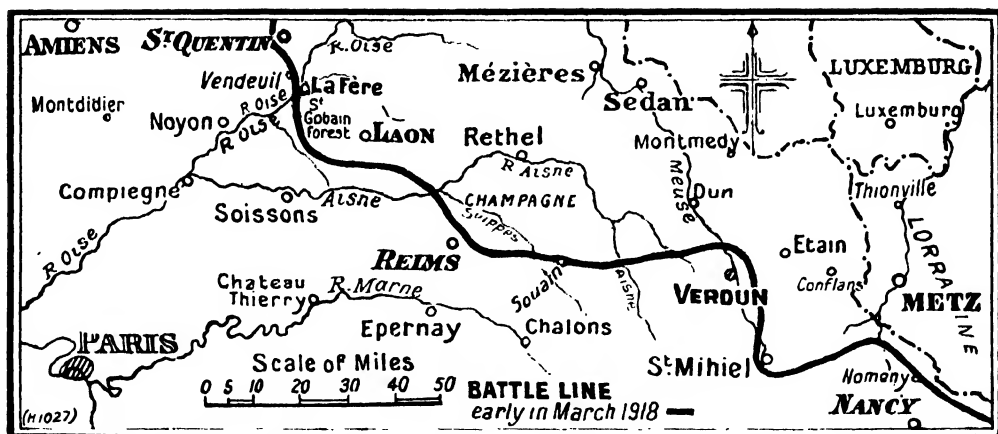 AMIENS
ST QUENTIN
R. OISE
Vendeuil
La Fère
Montdidier
R OISE
Noyon
R OISE
St
Gobain
forest
LAON
Mézières
Sedan
LUXEMBURG
Luxemburg
Rethel
Montmedy
R AISNE
Compiegne
Soissons
AISNE
CHAMPAGNE
Suippes
Meuse
Dun
Thionville
LORRAINE
Etain
Conflans
METZ
R. OISE
REIMS
Chateau
Thierry
R. Marne
Epernay
Souain
Chalons
Aisne
VERDUN
PARIS
St Mihiel
Nomeny
NANCY
Scale of Miles
0 5 10 20 30 40 50
BATTLE LINE
early in March 1918
(H1027)